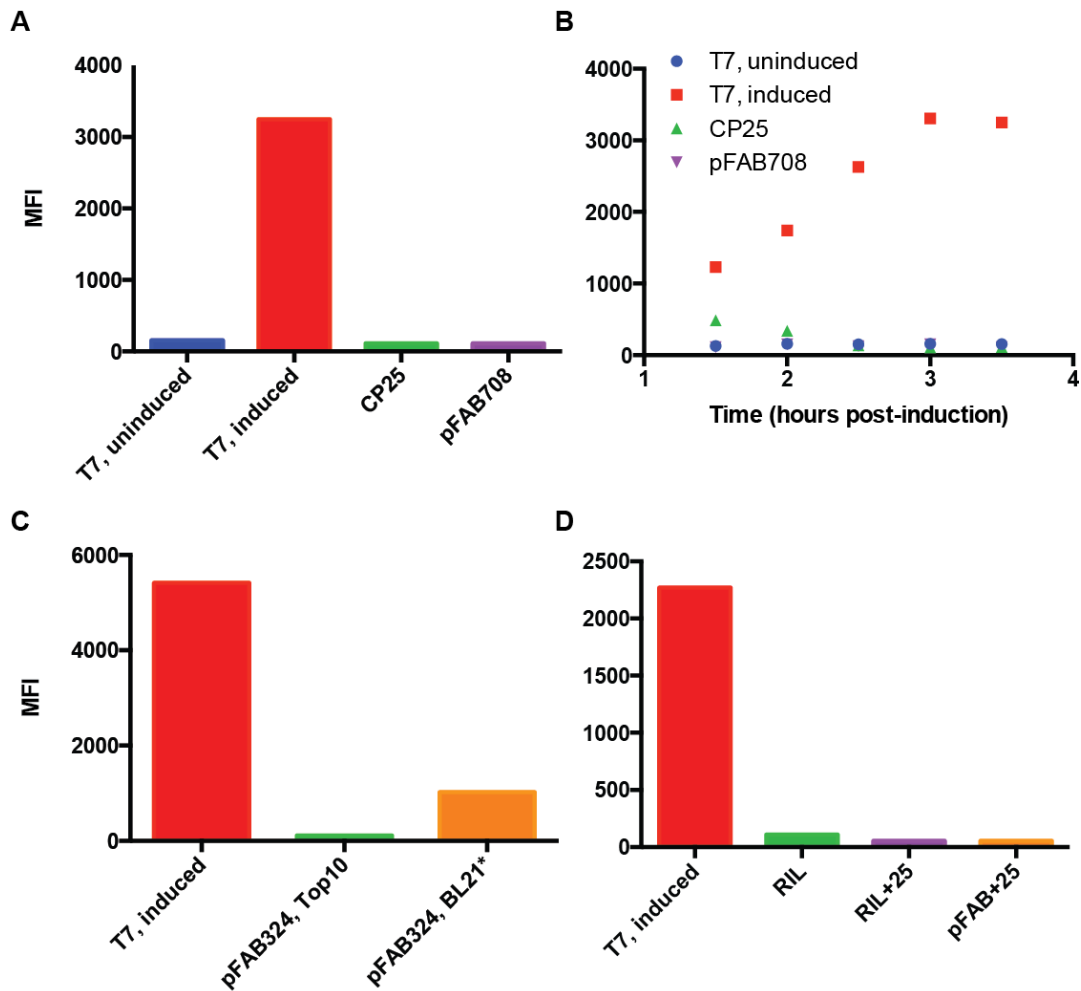 A
MFI
4000
3000
2000
1000
0
T7, uninduced
T7, induced
CP25
pFAB708
B
T7, uninduced
T7, induced
CP25
pFAB708
4000
3000
2000
1000
0
1
2
3
4
Time (hours post-induction)
C
MFI
6000
4000
2000
0
T7, induced
pFAB324, Top10
pFAB324, BL21*
D
2500
2000
1500
1000
500
0
T7, induced
RIL
RIL+25
pFAB+25